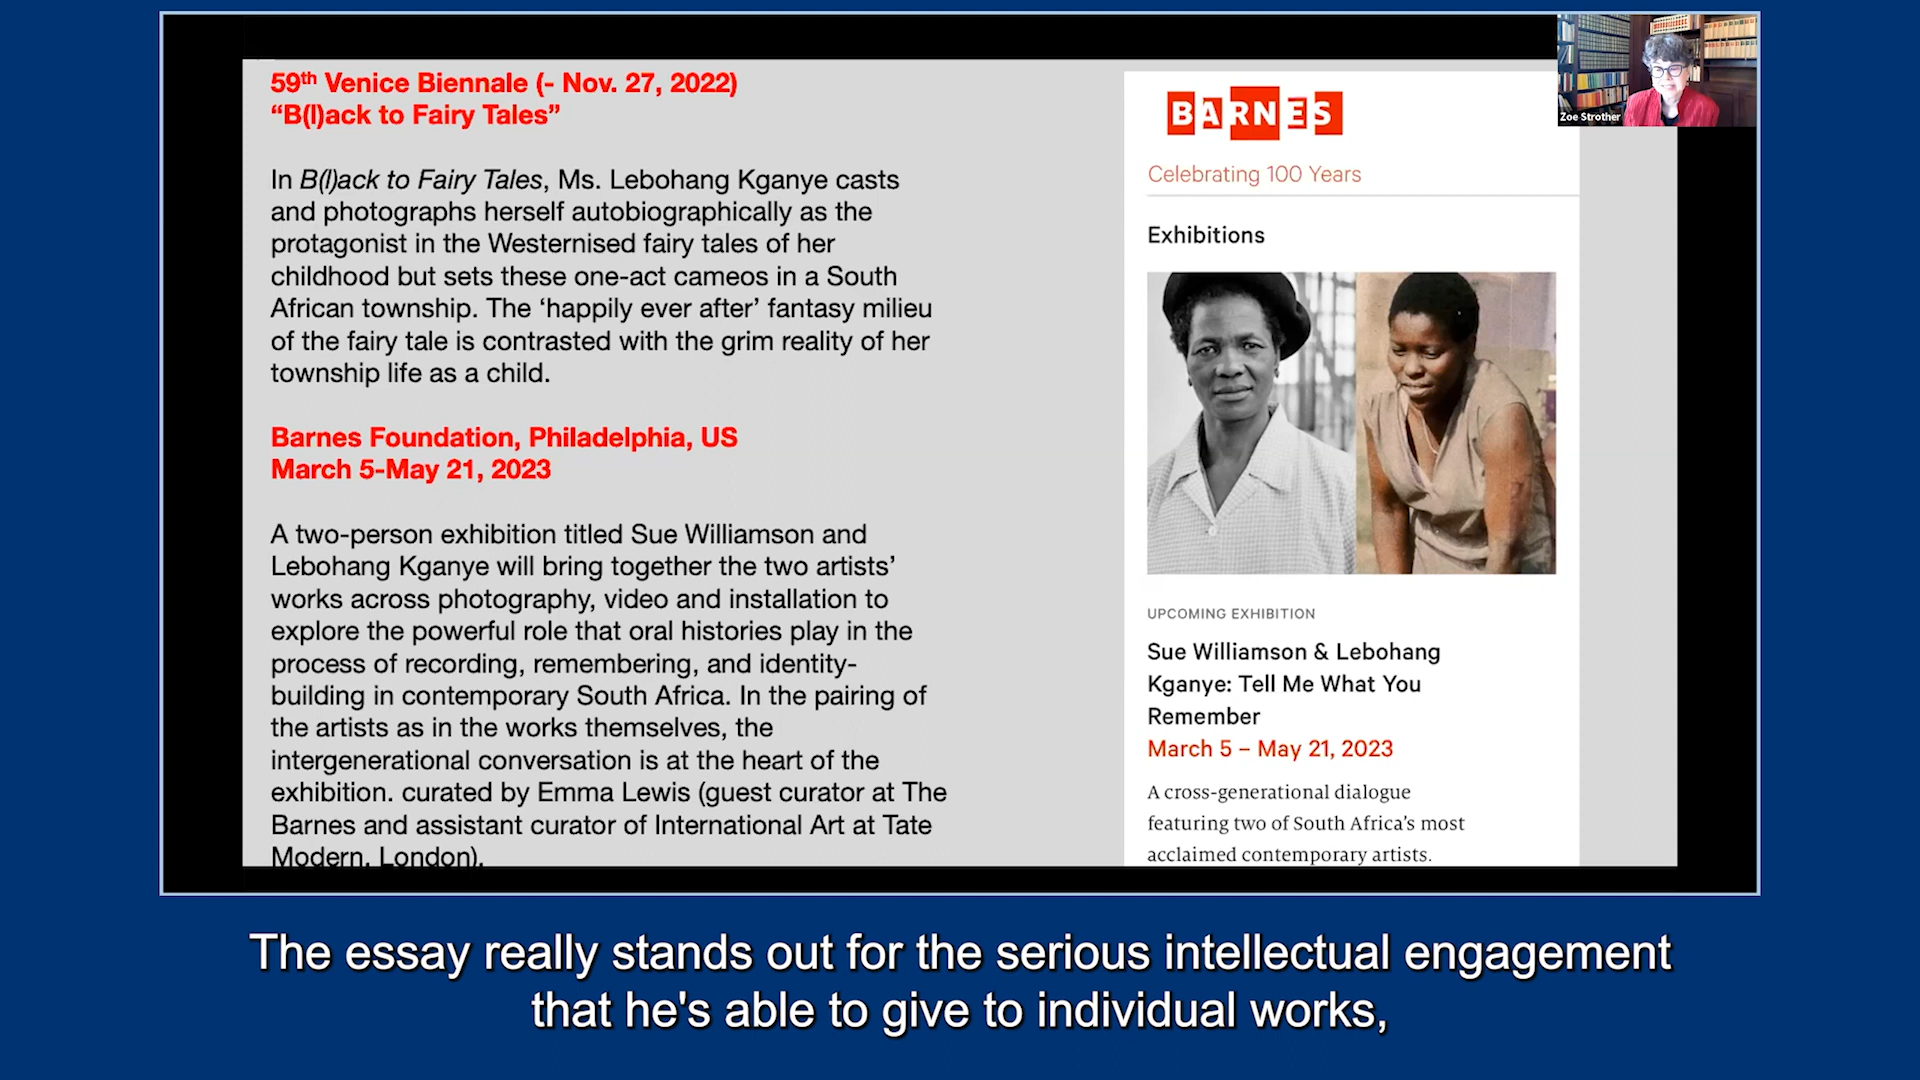 59th Venice Biennale (- Nov. 27, 2022)
“B(l)ack to Fairy Tales”
In B(l)ack to Fairy Tales, Ms. Lebohang Kganye casts
and photographs herself autobiographically as the
protagonist in the Westernised fairy tales of her
childhood but sets these one-act cameos in a South
African township. The ‘happily ever after’ fantasy milieu
of the fairy tale is contrasted with the grim reality of her
township life as a child.
Barnes Foundation, Philadelphia, US
March 5-May 21, 2023
A two-person exhibition titled Sue Williamson and
Lebohang Kganye will bring together the two artists’
works across photography, video and installation to
explore the powerful role that oral histories play in the
process of recording, remembering, and identity-
building in contemporary South Africa. In the pairing of
the artists as in the works themselves, the
intergenerational conversation is at the heart of the
exhibition. curated by Emma Lewis (guest curator at The
Barnes and assistant curator of International Art at Tate
Modern, London).
BARNES
Celebrating 100 Years
Exhibitions
UPCOMING EXHIBITION
Sue Williamson & Lebohang
Kganye: Tell Me What You
Remember
March 5 – May 21, 2023
A cross-generational dialogue
featuring two of South Africa’s most
acclaimed contemporary artists.
Zoe Strother
The essay really stands out for the serious intellectual engagement
that he's able to give to individual works,